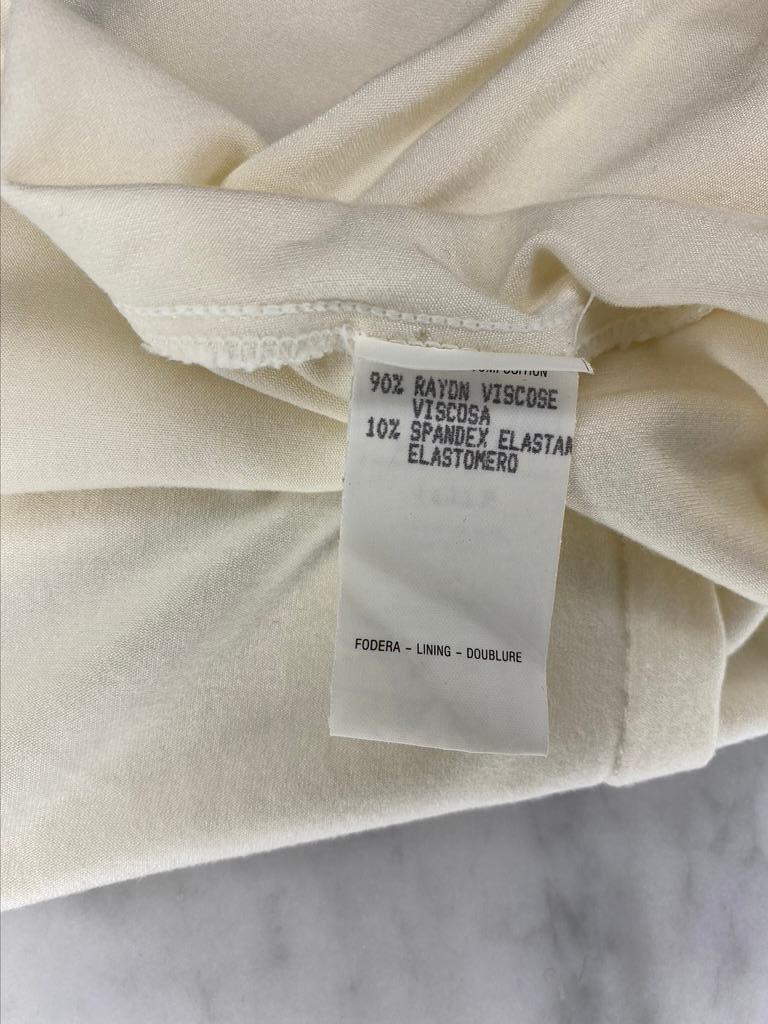 90% RAYON VISCOSE
VISCOSA
10% SPANDEX ELASTAN
ELASTOMERO
FODERA - LINING - DOUBLURE